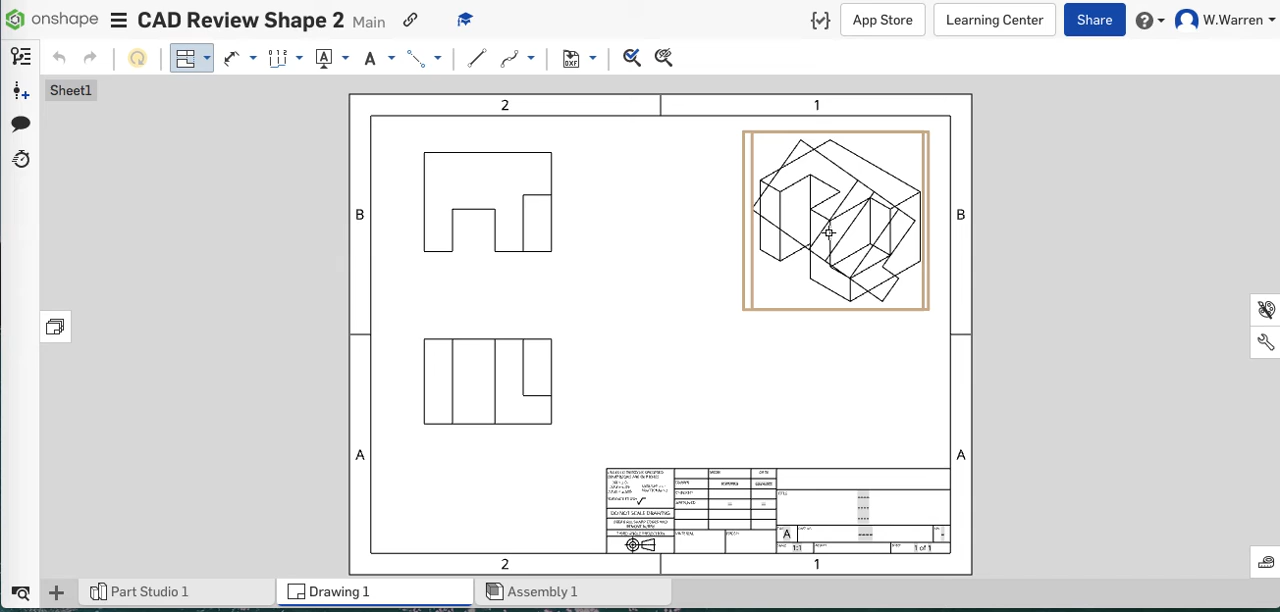 onshape CAD Review Shape 2 Main App Store Learning Center Share W.Warren
A A DXF
Sheet1
2 1
B B
A A
DO NOT SCALE DRAWING
A
1:1 1 of 1
2 1
Part Studio 1 Drawing 1 Assembly 1